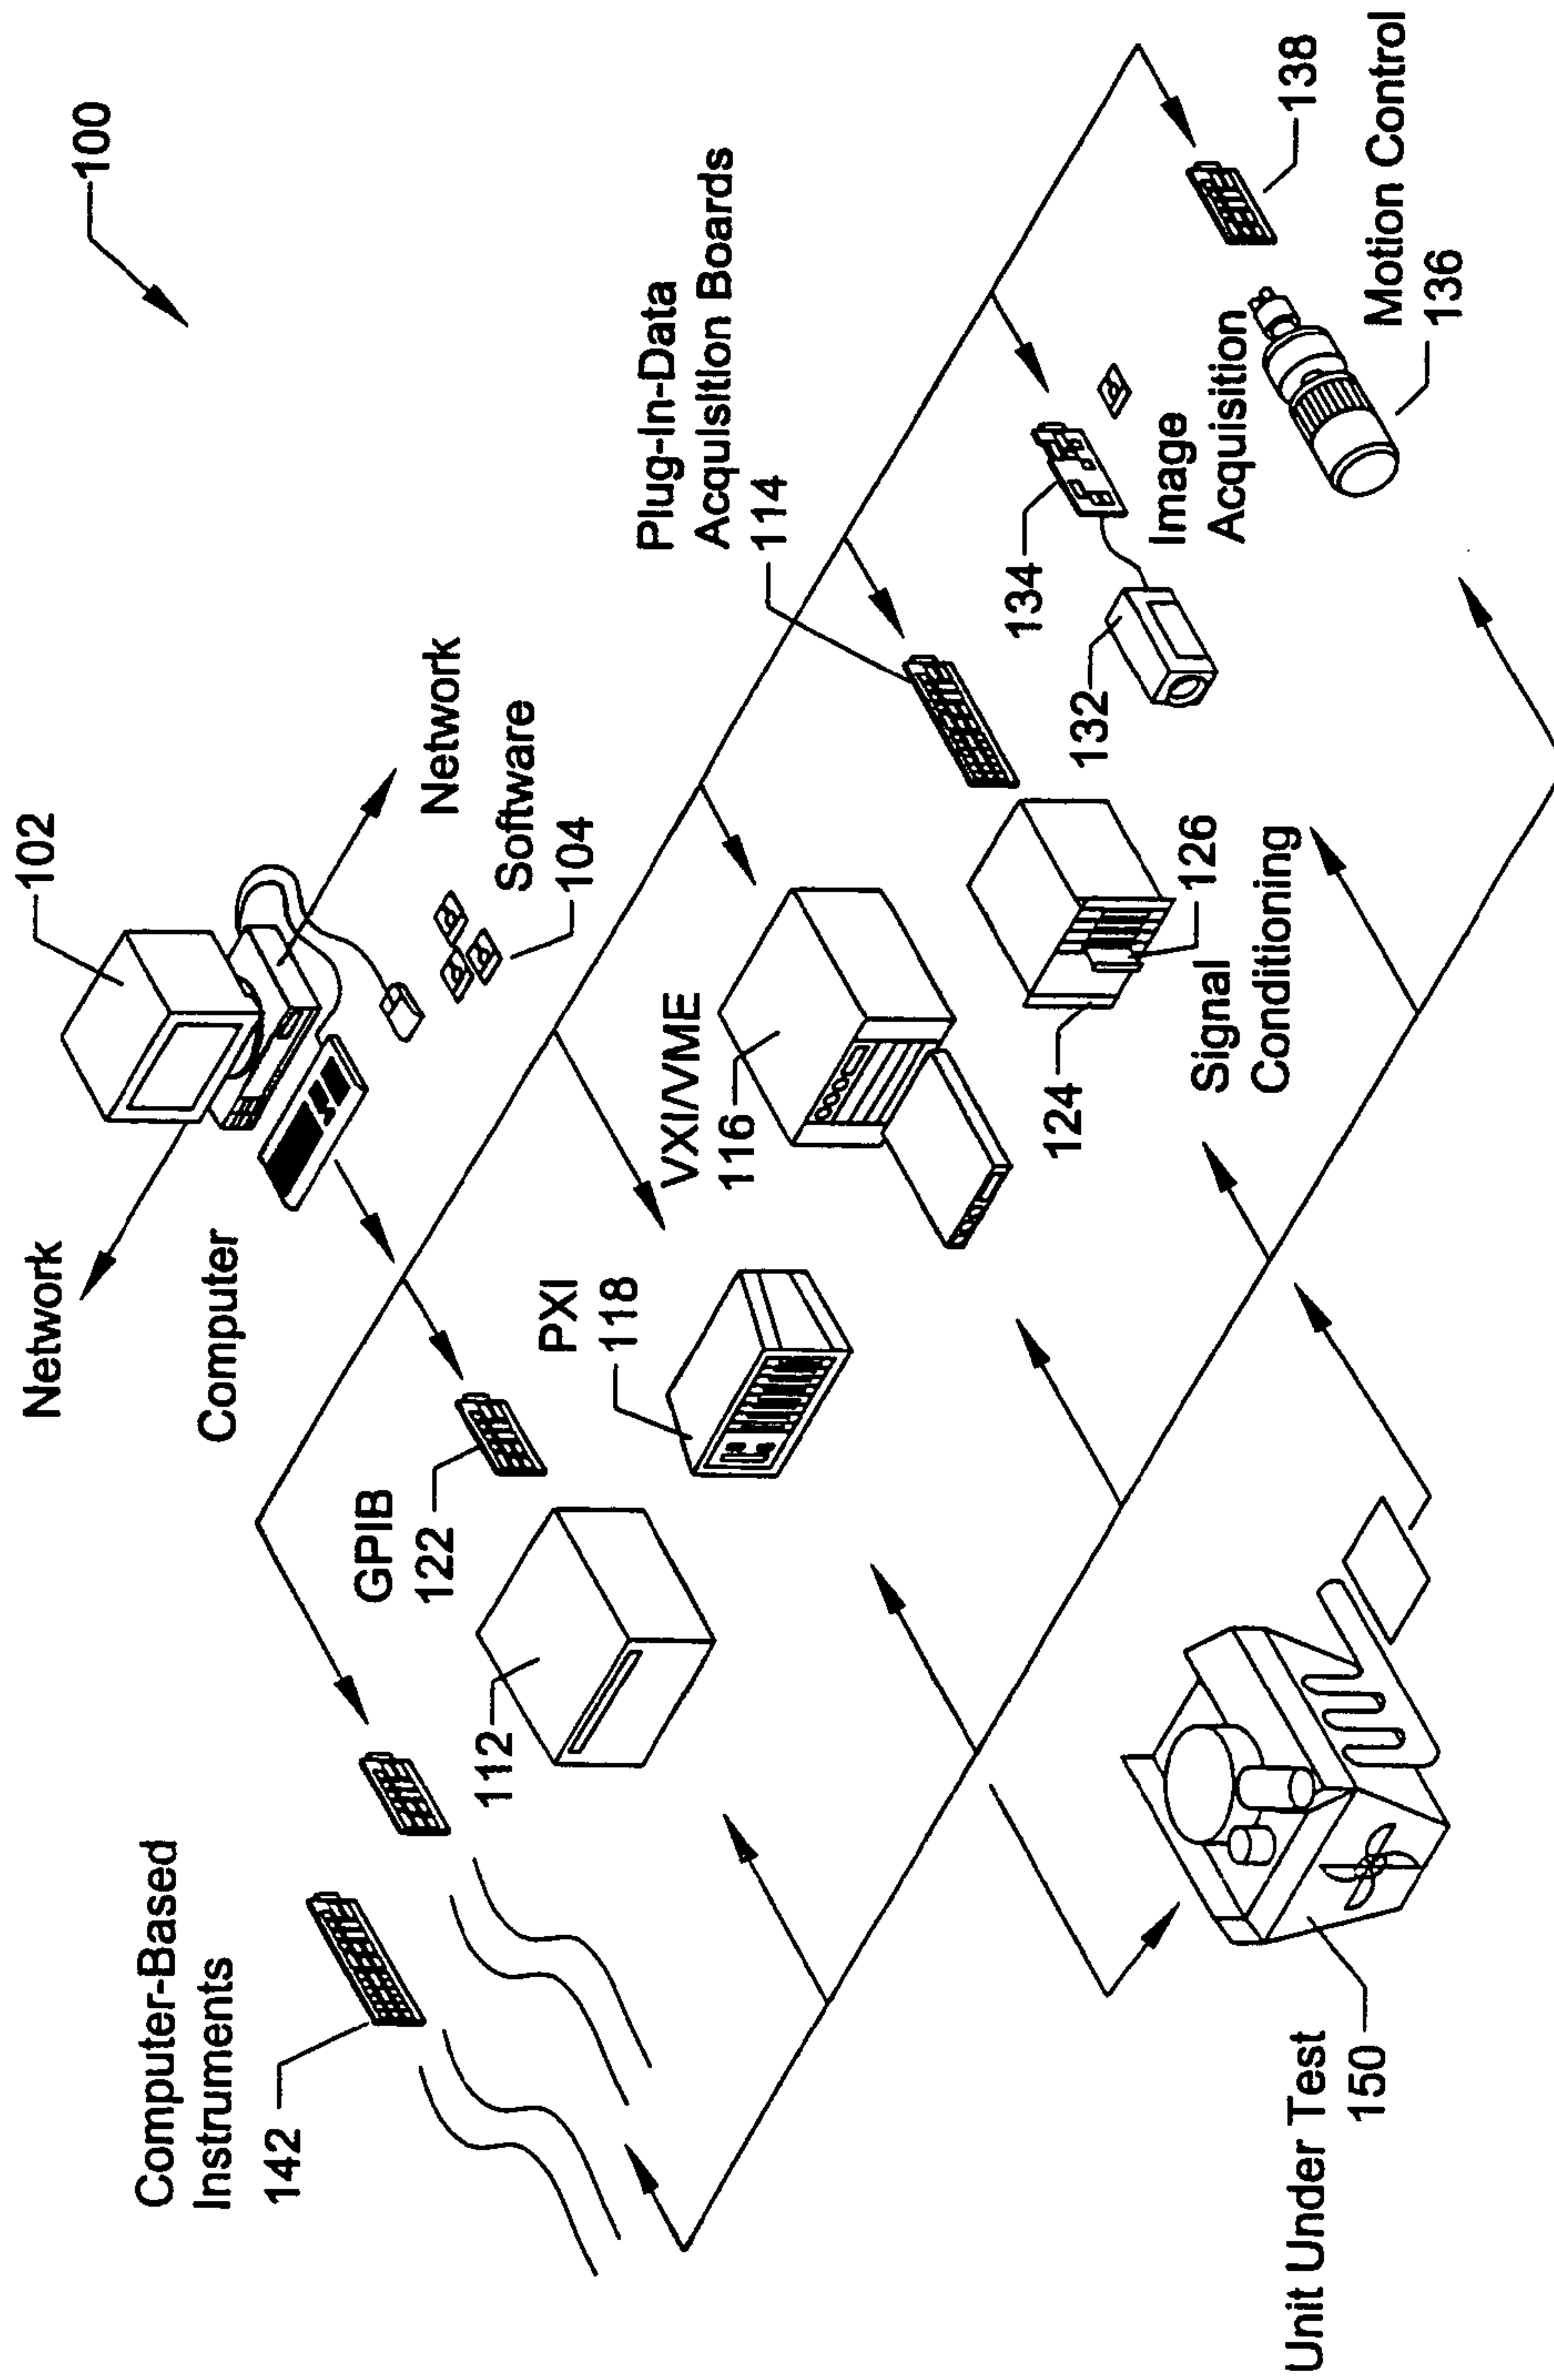 100
Network
102
Computer
Network
Software
104
Computer-Based
Instruments
142
GPIB
122
112
PXI
118
VXI/VME
116
Plug-In-Data
Acquisition Boards
114
124
126
Signal
Conditioning
134
132
Image
Acquisition
138
Motion Control
136
Unit Under Test
150